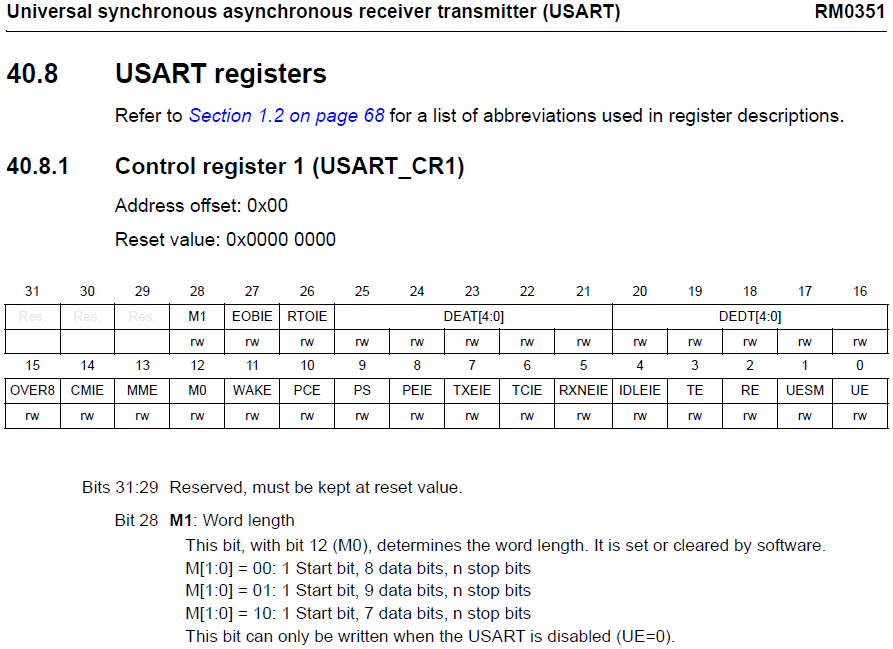 Universal synchronous asynchronous receiver transmitter (USART) RM0351
40.8 USART registers
Refer to Section 1.2 on page 68 for a list of abbreviations used in register descriptions.
40.8.1 Control register 1 (USART_CR1)
Address offset: 0x00
Reset value: 0x0000 0000
31 30 29 28 27 26 25 24 23 22 21 20 19 18 17 16
Res. Res. Res. M1 EOBIE RTOIE DEAT[4:0] DEDT[4:0]
rw rw rw rw rw rw rw rw rw rw rw rw rw
15 14 13 12 11 10 9 8 7 6 5 4 3 2 1 0
OVER8 CMIE MME M0 WAKE PCE PS PEIE TXEIE TCIE RXNEIE IDLEIE TE RE UESM UE
rw rw rw rw rw rw rw rw rw rw rw rw rw rw rw rw
Bits 31:29 Reserved, must be kept at reset value.
Bit 28 M1: Word length
This bit, with bit 12 (M0), determines the word length. It is set or cleared by software.
M[1:0] = 00: 1 Start bit, 8 data bits, n stop bits
M[1:0] = 01: 1 Start bit, 9 data bits, n stop bits
M[1:0] = 10: 1 Start bit, 7 data bits, n stop bits
This bit can only be written when the USART is disabled (UE=0).